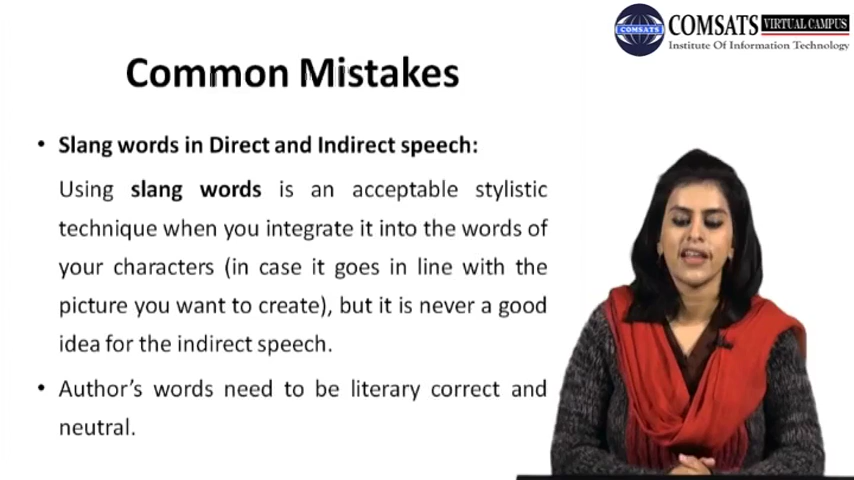 COMSATS VIRTUAL CAMPUS
Institute Of Information Technology
COMSATS
Common Mistakes
• Slang words in Direct and Indirect speech:
Using slang words is an acceptable stylistic
technique when you integrate it into the words of
your characters (in case it goes in line with the
picture you want to create), but it is never a good
idea for the indirect speech.
• Author's words need to be literary correct and
neutral.